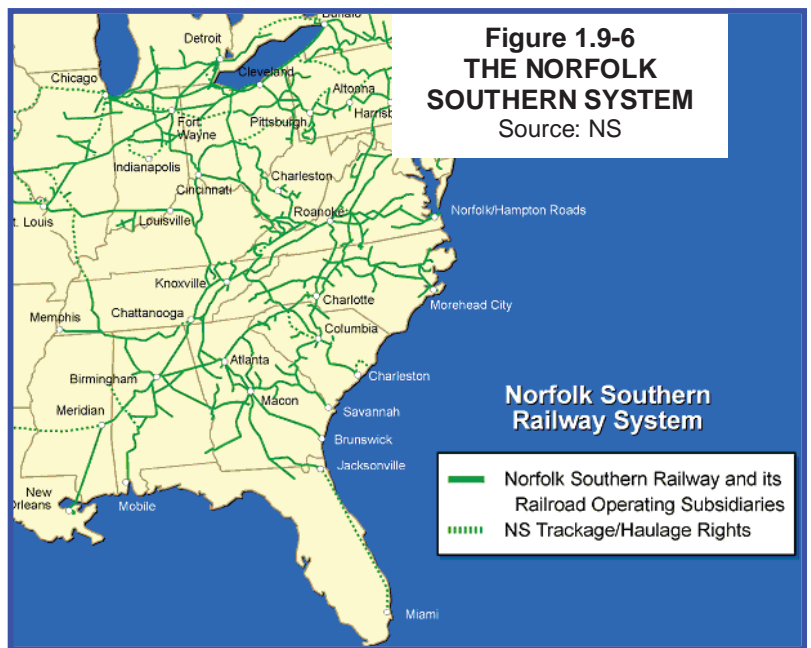 Figure 1.9-6
THE NORFOLK
SOUTHERN SYSTEM
Source: NS
Buffalo
Detroit
Chicago
Cleveland
Altoona
Fort
Wayne
Pittsburgh
Harrisb
Indianapolis
Cincinnati
Charleston
Roanoke
Norfolk/Hampton Roads
t. Louis
Louisville
Knoxville
Charlotte
Morehead City
Chattanooga
Memphis
Columbia
Atlanta
Birmingham
Charleston
Macon
Meridian
Savannah
Brunswick
Jacksonville
New
Orleans
Mobile
Miami
Norfolk Southern
Railway System
Norfolk Southern Railway and its
Railroad Operating Subsidiaries
NS Trackage/Haulage Rights